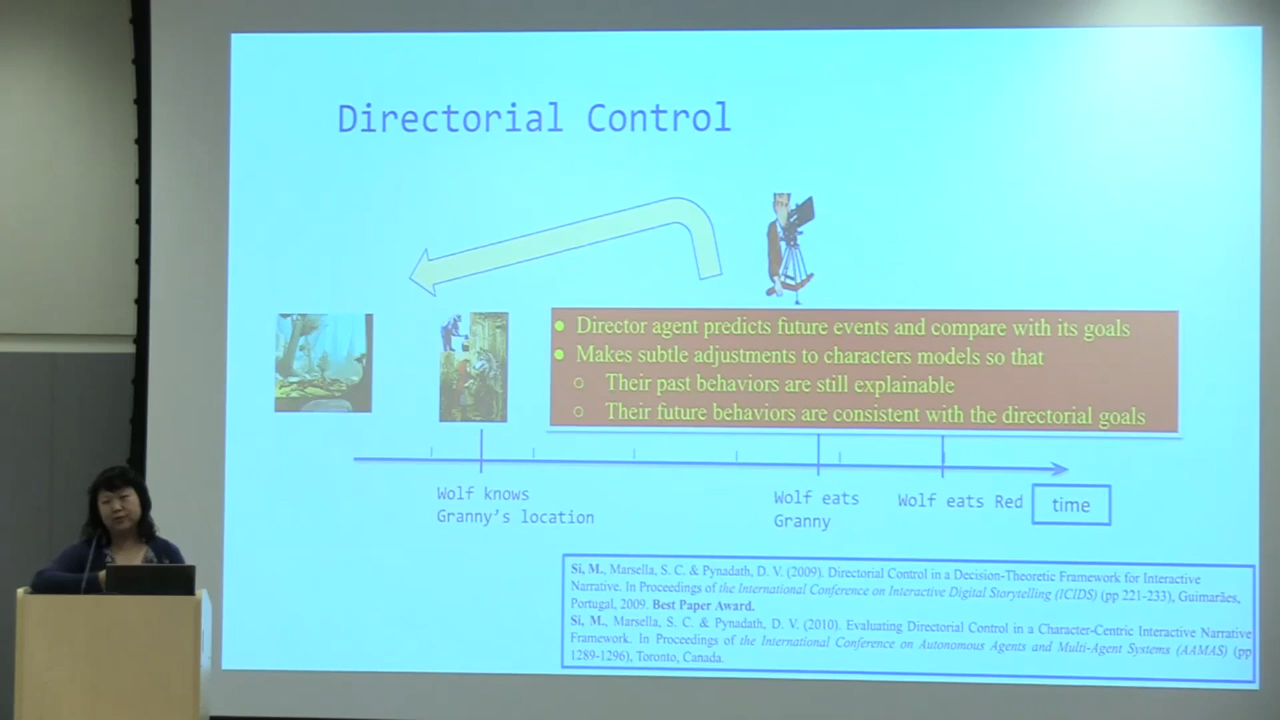 Directorial Control
● Director agent predicts future events and compare with its goals
● Makes subtle adjustments to characters models so that
○ Their past behaviors are still explainable
○ Their future behaviors are consistent with the directorial goals
Wolf knows
Granny's location
Wolf eats
Granny
Wolf eats Red
time
Si, M., Marsella, S. C. & Pynadath, D. V. (2009). Directorial Control in a Decision-Theoretic Framework for Interactive
Narrative. In Proceedings of the International Conference on Interactive Digital Storytelling (ICIDS) (pp 221-233), Guimarães,
Portugal, 2009. Best Paper Award.
Si, M., Marsella, S. C. & Pynadath, D. V. (2010). Evaluating Directorial Control in a Character-Centric Interactive Narrative
Framework. In Proceedings of the International Conference on Autonomous Agents and Multi-Agent Systems (AAMAS) (pp
1289-1296), Toronto, Canada.